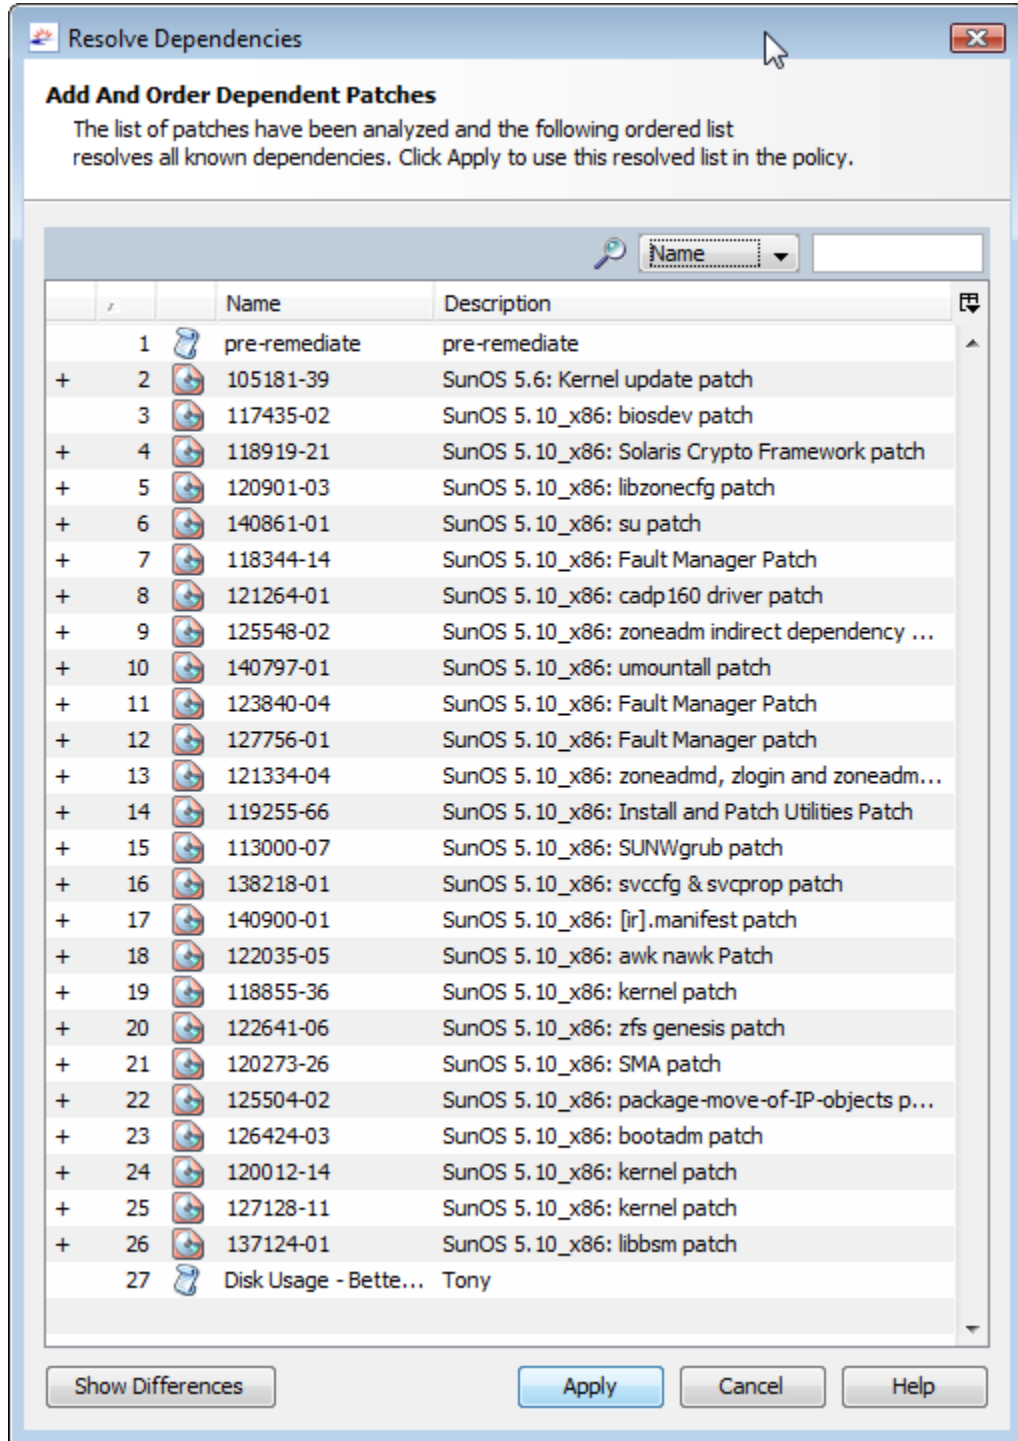 Resolve Dependencies
Add And Order Dependent Patches
The list of patches have been analyzed and the following ordered list
resolves all known dependencies. Click Apply to use this resolved list in the policy.
Name
Name Description
1 pre-remediate pre-remediate
+ 2 105181-39 SunOS 5.6: Kernel update patch
3 117435-02 SunOS 5.10_x86: biosdev patch
+ 4 118919-21 SunOS 5.10_x86: Solaris Crypto Framework patch
+ 5 120901-03 SunOS 5.10_x86: libzonecfg patch
+ 6 140861-01 SunOS 5.10_x86: su patch
+ 7 118344-14 SunOS 5.10_x86: Fault Manager Patch
+ 8 121264-01 SunOS 5.10_x86: cadp160 driver patch
+ 9 125548-02 SunOS 5.10_x86: zoneadm indirect dependency ...
+ 10 140797-01 SunOS 5.10_x86: umountall patch
+ 11 123840-04 SunOS 5.10_x86: Fault Manager Patch
+ 12 127756-01 SunOS 5.10_x86: Fault Manager patch
+ 13 121334-04 SunOS 5.10_x86: zoneadmd, zlogin and zoneadm...
+ 14 119255-66 SunOS 5.10_x86: Install and Patch Utilities Patch
+ 15 113000-07 SunOS 5.10_x86: SUNWgrub patch
+ 16 138218-01 SunOS 5.10_x86: svccfg & svcprop patch
+ 17 140900-01 SunOS 5.10_x86: [ir].manifest patch
+ 18 122035-05 SunOS 5.10_x86: awk nawk Patch
+ 19 118855-36 SunOS 5.10_x86: kernel patch
+ 20 122641-06 SunOS 5.10_x86: zfs genesis patch
+ 21 120273-26 SunOS 5.10_x86: SMA patch
+ 22 125504-02 SunOS 5.10_x86: package-move-of-IP-objects p...
+ 23 126424-03 SunOS 5.10_x86: bootadm patch
+ 24 120012-14 SunOS 5.10_x86: kernel patch
+ 25 127128-11 SunOS 5.10_x86: kernel patch
+ 26 137124-01 SunOS 5.10_x86: libbsm patch
27 Disk Usage - Bette... Tony
Show Differences Apply Cancel Help